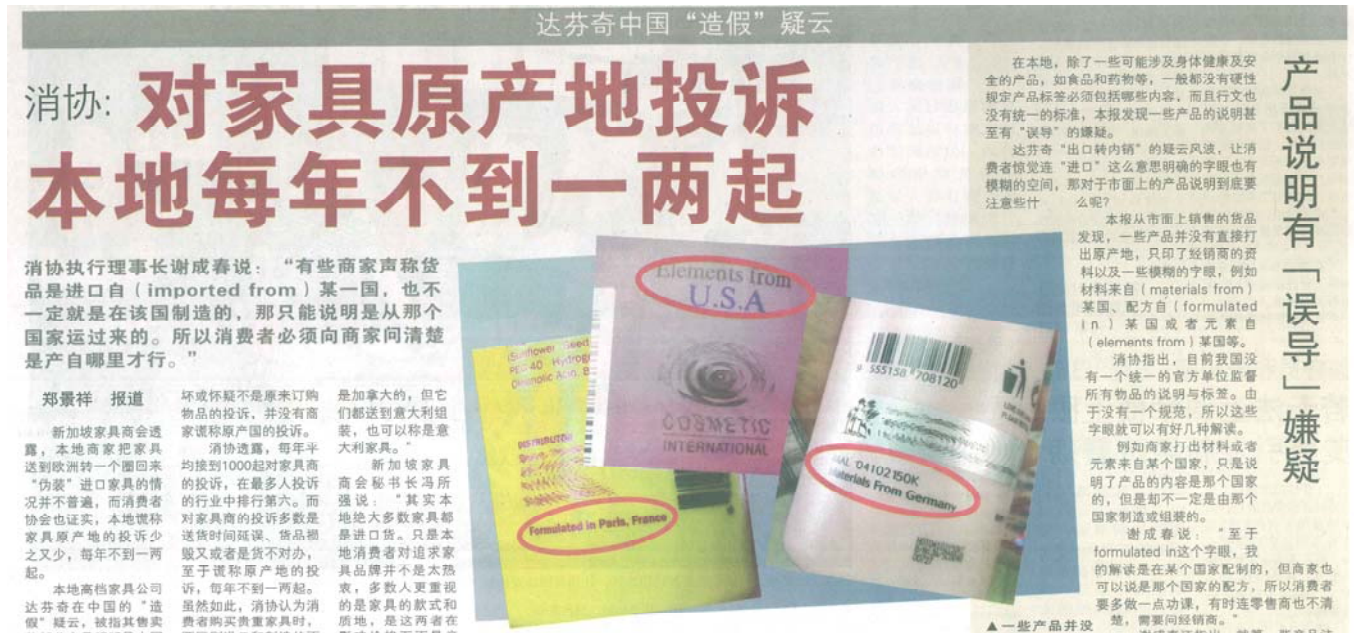 达芬奇中国“造假”疑云
消协：对家具原产地投诉
本地每年不到一两起
消协执行理事长谢成春说：“有些商家声称货
品是进口自（imported from）某一国，也不
一定就是在该国制造的，那只能说明是从那个
国家运过来的。所以消费者必须向商家问清楚
是产自哪里才行。”
郑景祥 报道
新加坡家具商会透
露，本地商家把家具
送到欧洲转一个圈回来
“伪装”进口家具的情
况并不普遍，而消费者
协会也证实，本地谎称
家具原产地的投诉少
之又少，每年不到一两
起。
本地高档家具公司
达芬奇在中国的“造
假”疑云，被指其售卖
坏或怀疑不是原来订购
物品的投诉，并没有商
家谎称原产国的投诉。
消协透露，每年平
均接到1000起对家具商
的投诉，在最多人投诉
的行业中排行第六。而
对家具商的投诉多数是
送货时间延误、货品损
毁又或者是货不对办，
至于谎称原产地的投
诉，每年不到一两起。
虽然如此，消协认为消
费者购买贵重家具时，
是加拿大的，但它
们都送到意大利组
装，也可以称是意
大利家具。”
新加坡家具
商会秘书长冯所
强说：“其实本
地绝大多数家具都
是进口货。只是本
地消费者对追求家
具品牌并不是太热
衷，多数人更重视
的是家具的款式和
质地，是这两者在
Elements from
U.S.A
INTERNATIONAL
(Sunflower Seed
PEG-40 Hydrog
DISTRIBUTOR
Formulated in Paris, France
9 555158 708120
MAL 04102150K
Materials From Germany
产品说明有「误导」嫌疑
在本地，除了一些可能涉及身体健康及安
全的产品，如食品和药物等，一般都没有硬性
规定产品标签必须包括哪些内容，而且行文也
没有统一的标准，本报发现一些产品的说明甚
至有“误导”的嫌疑。
达芬奇“出口转内销”的疑云风波，让消
费者惊觉连“进口”这么意思明确的字眼也有
模糊的空间，那对于市面上的产品说明到底要
注意些什么呢？
本报从市面上销售的货品
发现，一些产品并没有直接打
出原产地，只印了经销商的资
料以及一些模糊的字眼，例如
材料来自（materials from）
某国、配方自（formulated
in）某国或者元素自
（elements from）某国等。
消协指出，目前我国没
有一个统一的官方单位监督
所有物品的说明与标签。由
于没有一个规范，所以这些
字眼就可以有好几种解读。
例如商家打出材料或者
元素来自某个国家，只是说
明了产品的内容是那个国家
的，但是却不一定是由那个
国家制造或组装的。
谢成春说：“至于
formulated in这个字眼，我
的解读是在某个国家配制的，但商家也
可以说是那个国家的配方，所以消费者
要多做一点功课，有时连零售商也不清
楚，需要问经销商。”
▲一些产品并没